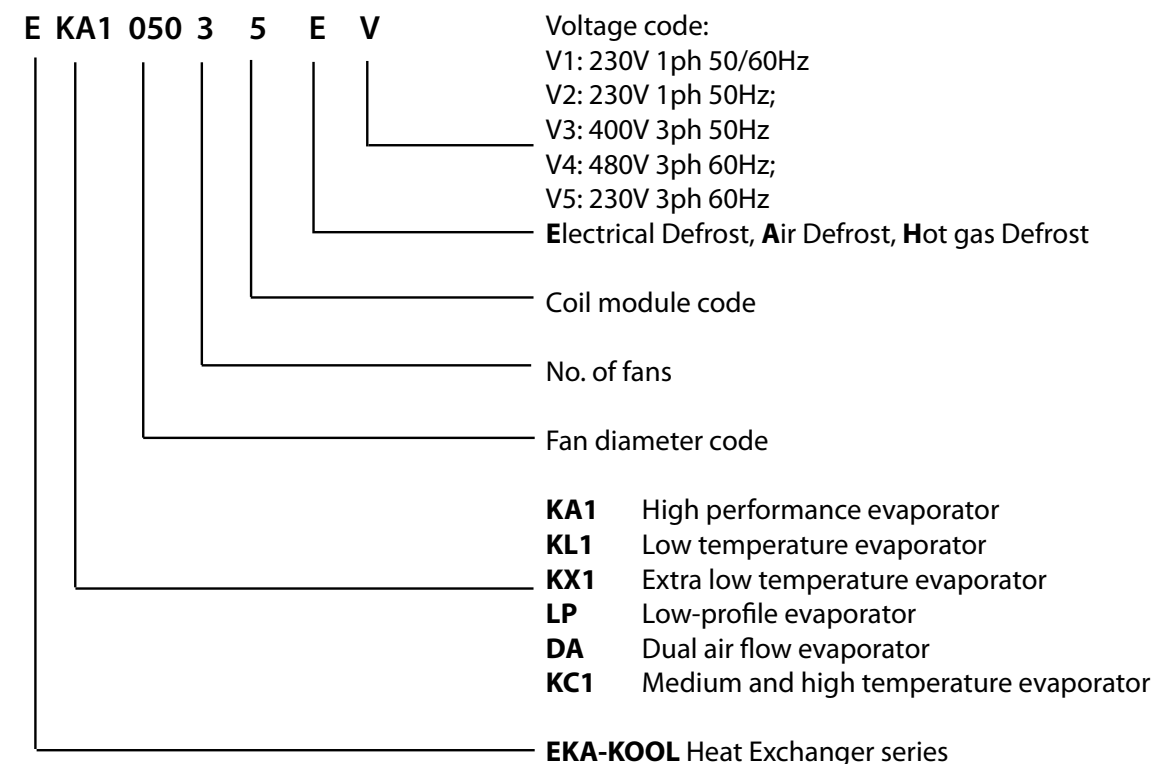 E KA1 050 3 5 E V
Voltage code:
V1: 230V 1ph 50/60Hz
V2: 230V 1ph 50Hz;
V3: 400V 3ph 50Hz
V4: 480V 3ph 60Hz;
V5: 230V 3ph 60Hz
Electrical Defrost, Air Defrost, Hot gas Defrost
Coil module code
No. of fans
Fan diameter code
KA1 High performance evaporator
KL1 Low temperature evaporator
KX1 Extra low temperature evaporator
LP Low-profile evaporator
DA Dual air flow evaporator
KC1 Medium and high temperature evaporator
EKA-KOOL Heat Exchanger series